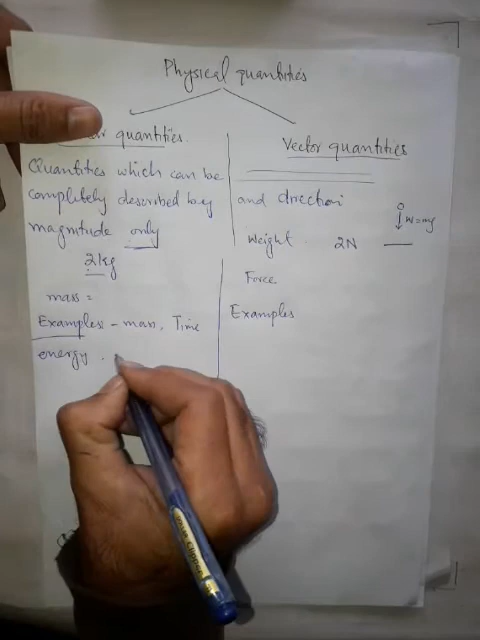 Physical quantities
quantities.
Vector quantities
Quantities which can be
completely described by
magnitude only
2kg
mass =
Examples - mass, Time
energy.
and direction
Weight 2N
W=mg
Force
Examples